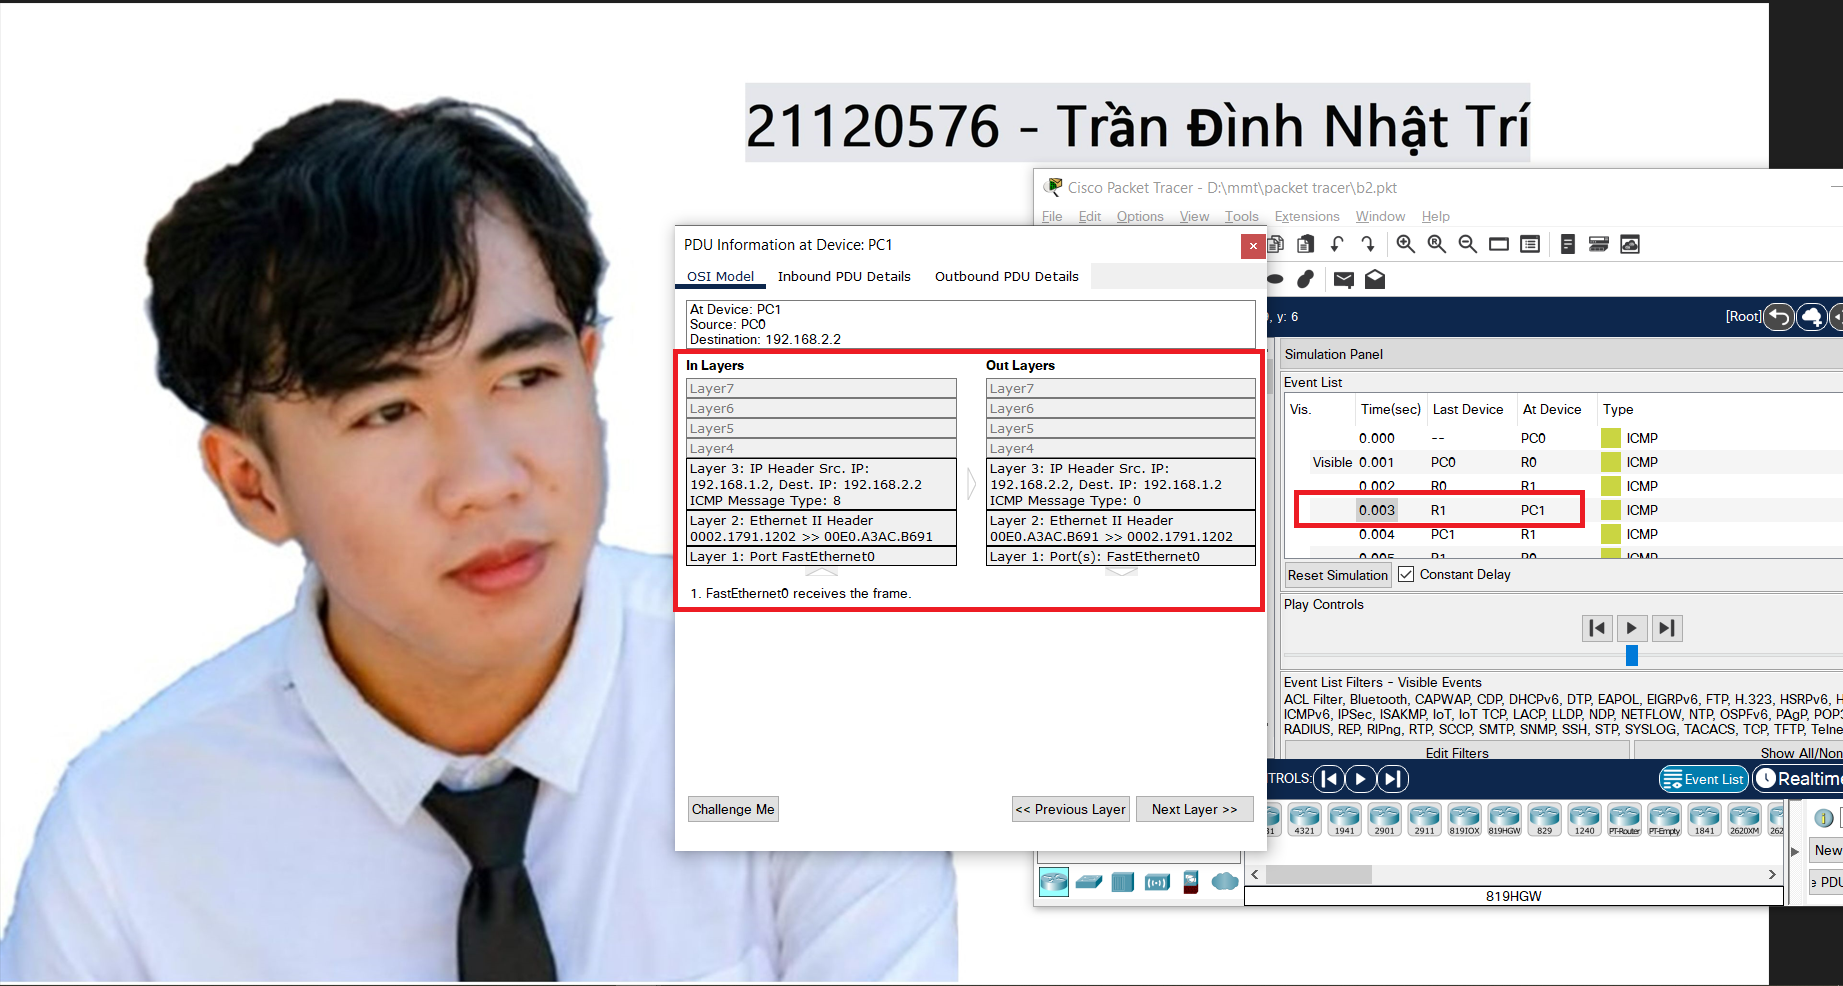 21120576 - Trần Đình Nhật Trí
Cisco Packet Tracer - D:\mmt\packet tracer\b2.pkt
File Edit Options View Tools Extensions Window Help
PDU Information at Device: PC1
OSI Model Inbound PDU Details Outbound PDU Details
At Device: PC1
Source: PC0
Destination: 192.168.2.2
In Layers
Layer7
Layer6
Layer5
Layer4
Layer 3: IP Header Src. IP:
192.168.1.2, Dest. IP: 192.168.2.2
ICMP Message Type: 8
Layer 2: Ethernet II Header
0002.1791.1202 >> 00E0.A3AC.B691
Layer 1: Port FastEthernet0
Out Layers
Layer7
Layer6
Layer5
Layer4
Layer 3: IP Header Src. IP:
192.168.2.2, Dest. IP: 192.168.1.2
ICMP Message Type: 0
Layer 2: Ethernet II Header
00E0.A3AC.B691 >> 0002.1791.1202
Layer 1: Port(s): FastEthernet0
1. FastEthernet0 receives the frame.
Challenge Me << Previous Layer Next Layer >>
, y: 6 [Root]
Simulation Panel
Event List
Vis. Time(sec) Last Device At Device Type
0.000 -- PC0 ICMP
Visible 0.001 PC0 R0 ICMP
0.002 R0 R1 ICMP
0.003 R1 PC1 ICMP
0.004 PC1 R1 ICMP
0.005 R1 R0 ICMP
Reset Simulation Constant Delay
Play Controls
Event List Filters - Visible Events
ACL Filter, Bluetooth, CAPWAP, CDP, DHCPv6, DTP, EAPOL, EIGRPv6, FTP, H.323, HSRPv6, H
ICMPv6, IPSec, ISAKMP, IoT, IoT TCP, LACP, LLDP, NDP, NETFLOW, NTP, OSPFv6, PAgP, POP3
RADIUS, REP, RIPng, RTP, SCCP, SMTP, SNMP, SSH, STP, SYSLOG, TACACS, TCP, TFTP, Telne
Edit Filters Show All/Non
TROLS: Event List Realtime
4321 1941 2901 2911 819IOX 819HGW 829 1240 PT-Router PT-Empty 1841 2620XM 262
New
e PDU
819HGW